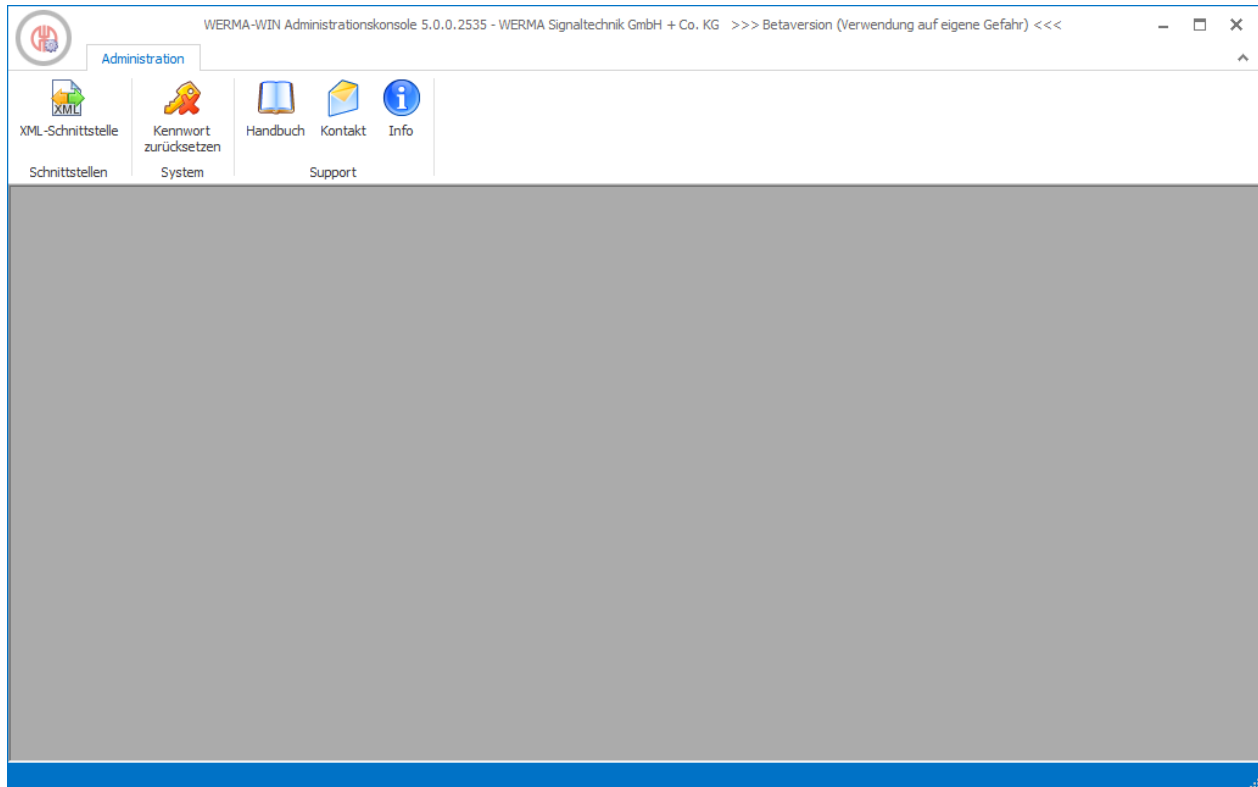 WERMA-WIN Administrationskonsole 5.0.0.2535 - WERMA Signaltechnik GmbH + Co. KG >>> Betaversion (Verwendung auf eigene Gefahr) <<<
Administration
XML
XML-Schnittstelle
Kennwort
zurücksetzen
Handbuch
Kontakt
Info
Schnittstellen
System
Support